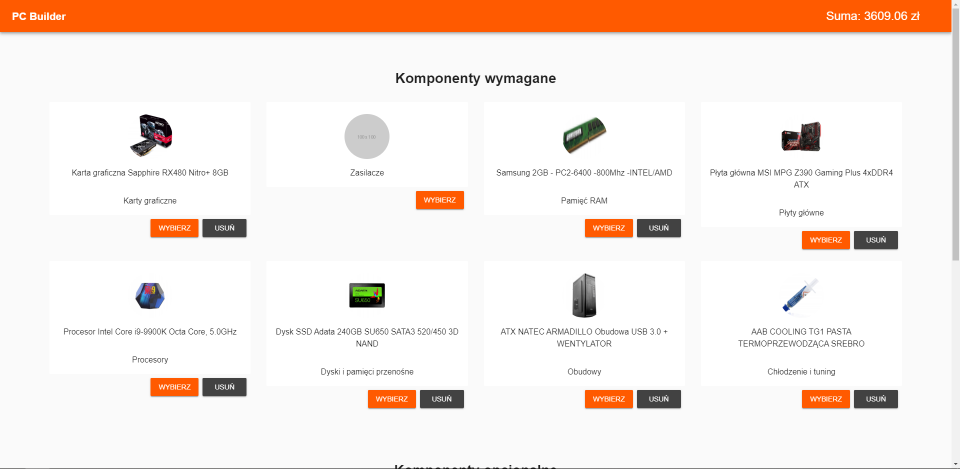 PC Builder
Suma: 3609.06 zł
Komponenty wymagane
Karta graficzna Sapphire RX480 Nitro+ 8GB
Karty graficzne
WYBIERZ USUŃ
Zasilacze
WYBIERZ
Samsung 2GB - PC2-6400 -800Mhz -INTEL/AMD
Pamięć RAM
WYBIERZ USUŃ
Płyta główna MSI MPG Z390 Gaming Plus 4xDDR4
ATX
Płyty główne
WYBIERZ USUŃ
Procesor Intel Core i9-9900K Octa Core, 5.0GHz
Procesory
WYBIERZ USUŃ
SU650
Dysk SSD Adata 240GB SU650 SATA3 520/450 3D
NAND
Dyski i pamięci przenośne
WYBIERZ USUŃ
ATX NATEC ARMADILLO Obudowa USB 3.0 +
WENTYLATOR
Obudowy
WYBIERZ USUŃ
AAB COOLING TG1 PASTA
TERMOPRZEWODZĄCA SREBRO
Chłodzenie i tuning
WYBIERZ USUŃ
Komponenty opcjonalne